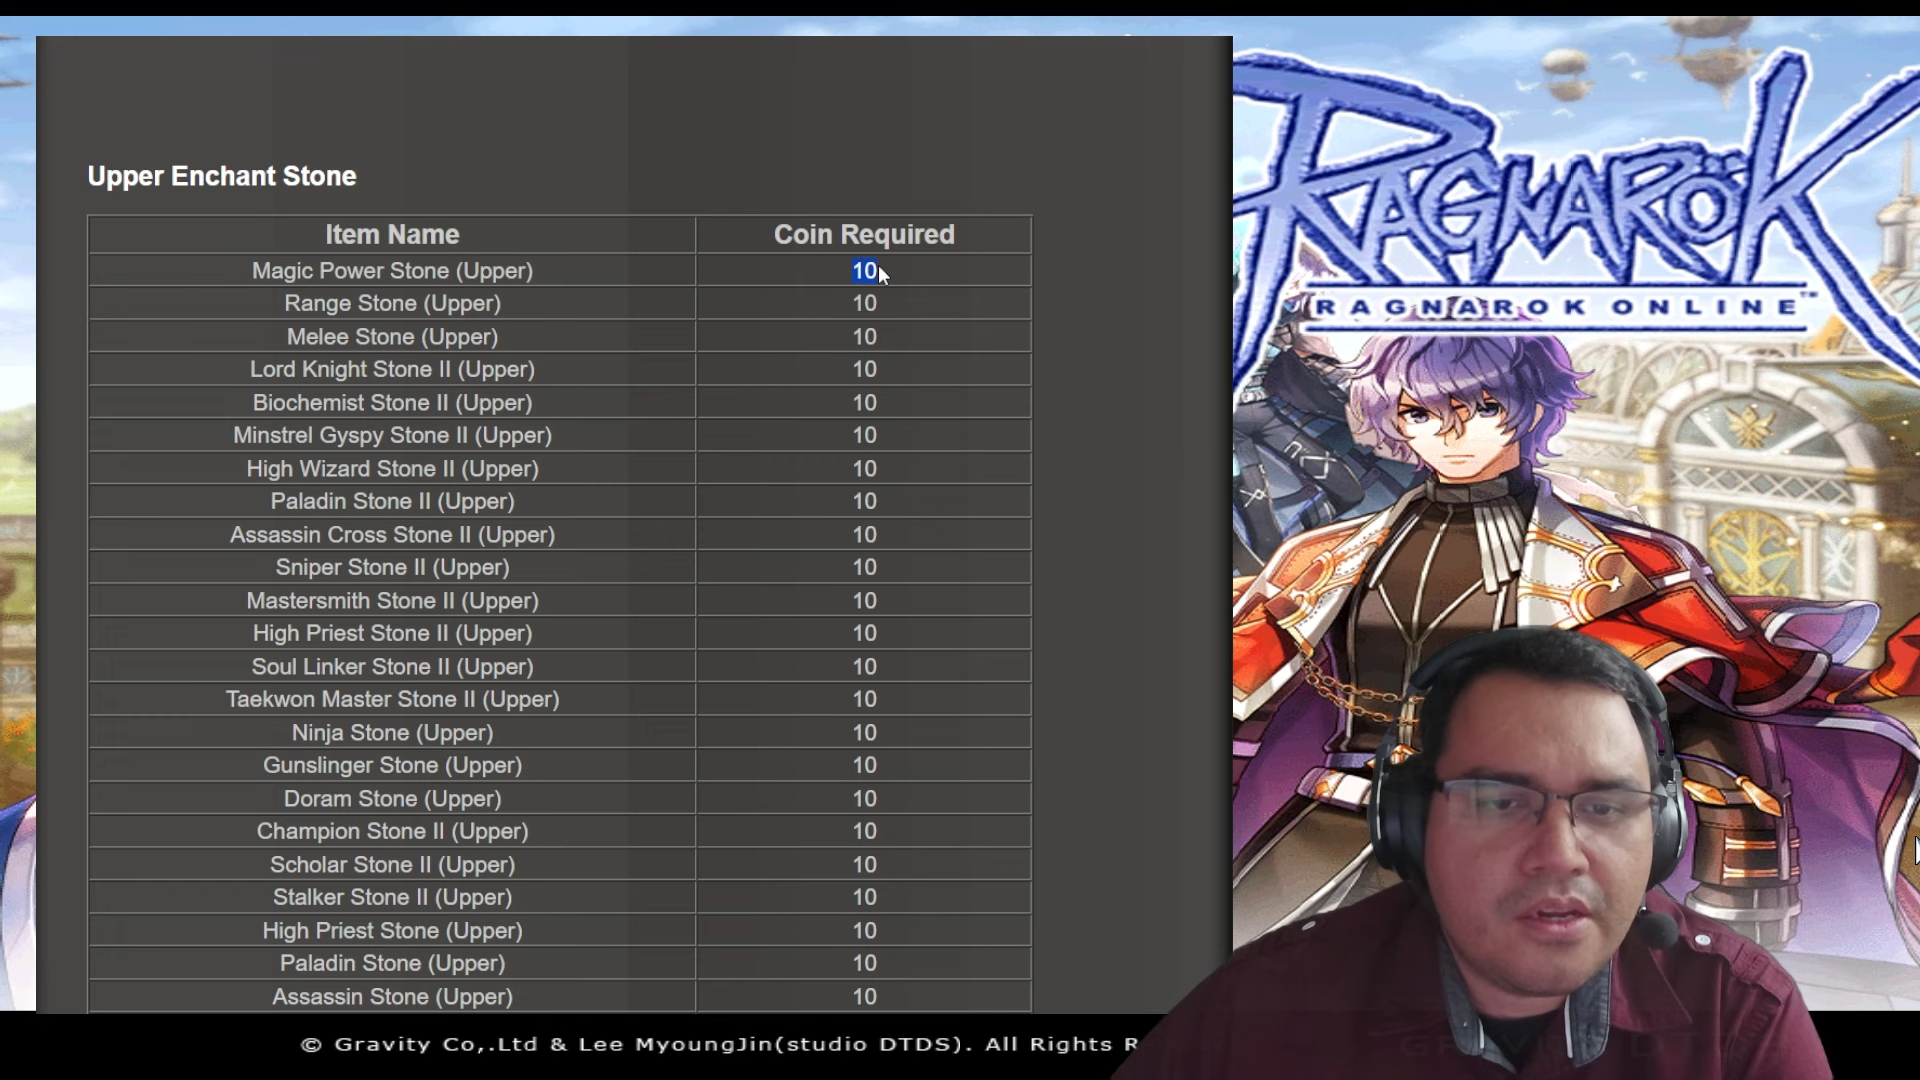 Upper Enchant Stone
Item Name Coin Required
Magic Power Stone (Upper) 10
Range Stone (Upper) 10
Melee Stone (Upper) 10
Lord Knight Stone II (Upper) 10
Biochemist Stone II (Upper) 10
Minstrel Gyspy Stone II (Upper) 10
High Wizard Stone II (Upper) 10
Paladin Stone II (Upper) 10
Assassin Cross Stone II (Upper) 10
Sniper Stone II (Upper) 10
Mastersmith Stone II (Upper) 10
High Priest Stone II (Upper) 10
Soul Linker Stone II (Upper) 10
Taekwon Master Stone II (Upper) 10
Ninja Stone (Upper) 10
Gunslinger Stone (Upper) 10
Doram Stone (Upper) 10
Champion Stone II (Upper) 10
Scholar Stone II (Upper) 10
Stalker Stone II (Upper) 10
High Priest Stone (Upper) 10
Paladin Stone (Upper) 10
Assassin Stone (Upper) 10
RAGNARÖK
RAGNAROK ONLINE™
© Gravity Co,.Ltd & Lee MyoungJin(studio DTDS). All Rights R